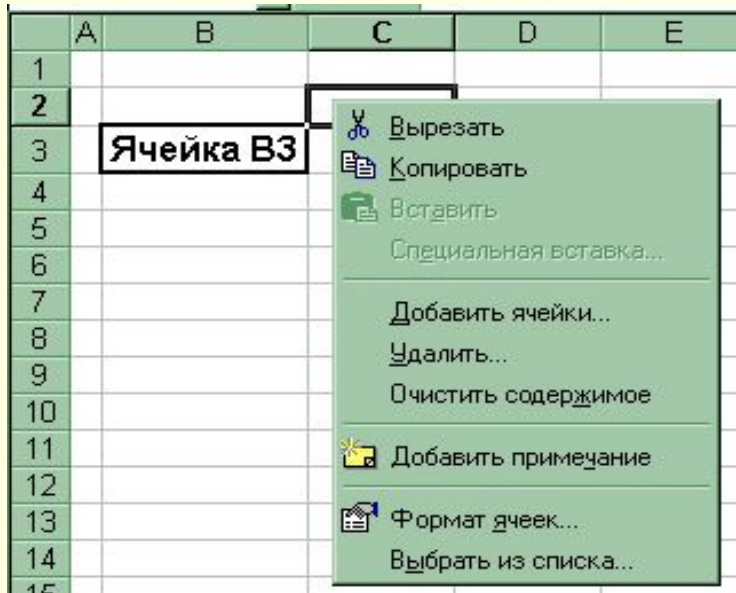 A B C D E
1
2
3 Ячейка B3
4
5
6
7
8
9
10
11
12
13
14
15
Вырезать
Копировать
Вставить
Специальная вставка...
Добавить ячейки...
Удалить...
Очистить содержимое
Добавить примечание
Формат ячеек...
Выбрать из списка...